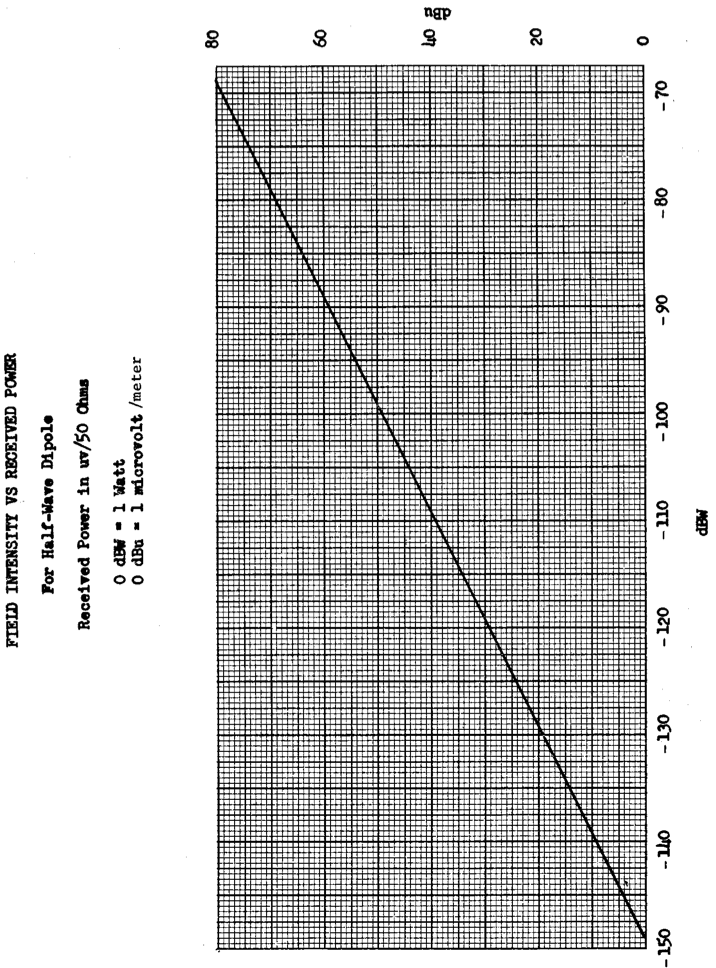 FIELD INTENSITY VS RECEIVED POWER
For Half-Wave Dipole
Received Power in uv/50 Ohms
0 dBW = 1 Watt
0 dBu = 1 microvolt /meter
dBu
80
60
40
20
0
-70
-80
-90
-100
-110
-120
-130
-140
-150
dBW